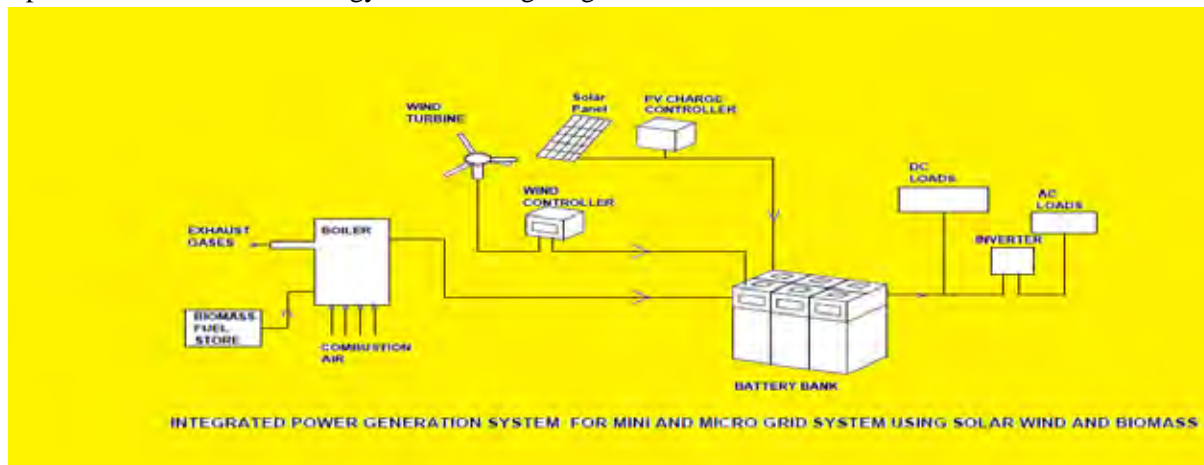 WIND
TURBINE
Solar
Panel
PV CHARGE
CONTROLLER
DC
LOADS
WIND
CONTROLLER
AC
LOADS
EXHAUST
GASES
BOILER
INVERTER
BIOMASS
FUEL
STORE
COMBUSTION
AIR
BATTERY BANK
INTEGRATED POWER GENERATION SYSTEM FOR MINI AND MICRO GRID SYSTEM USING SOLAR WIND AND BIOMASS